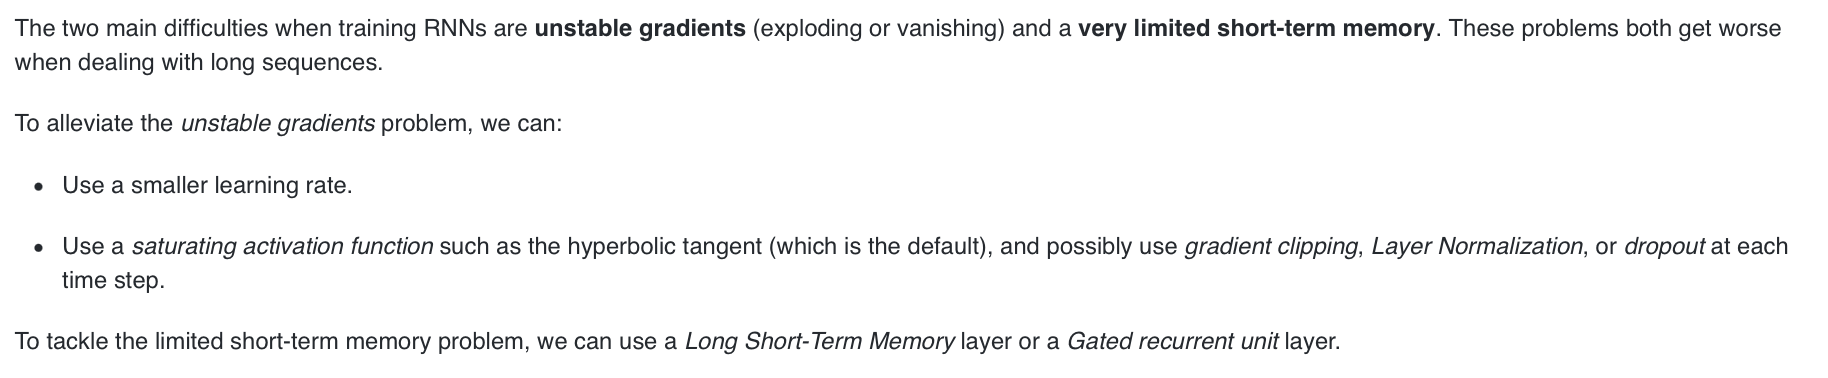 The two main difficulties when training RNNs are unstable gradients (exploding or vanishing) and a very limited short-term memory. These problems both get worse
when dealing with long sequences.
To alleviate the unstable gradients problem, we can:
• Use a smaller learning rate.
• Use a saturating activation function such as the hyperbolic tangent (which is the default), and possibly use gradient clipping, Layer Normalization, or dropout at each
time step.
To tackle the limited short-term memory problem, we can use a Long Short-Term Memory layer or a Gated recurrent unit layer.